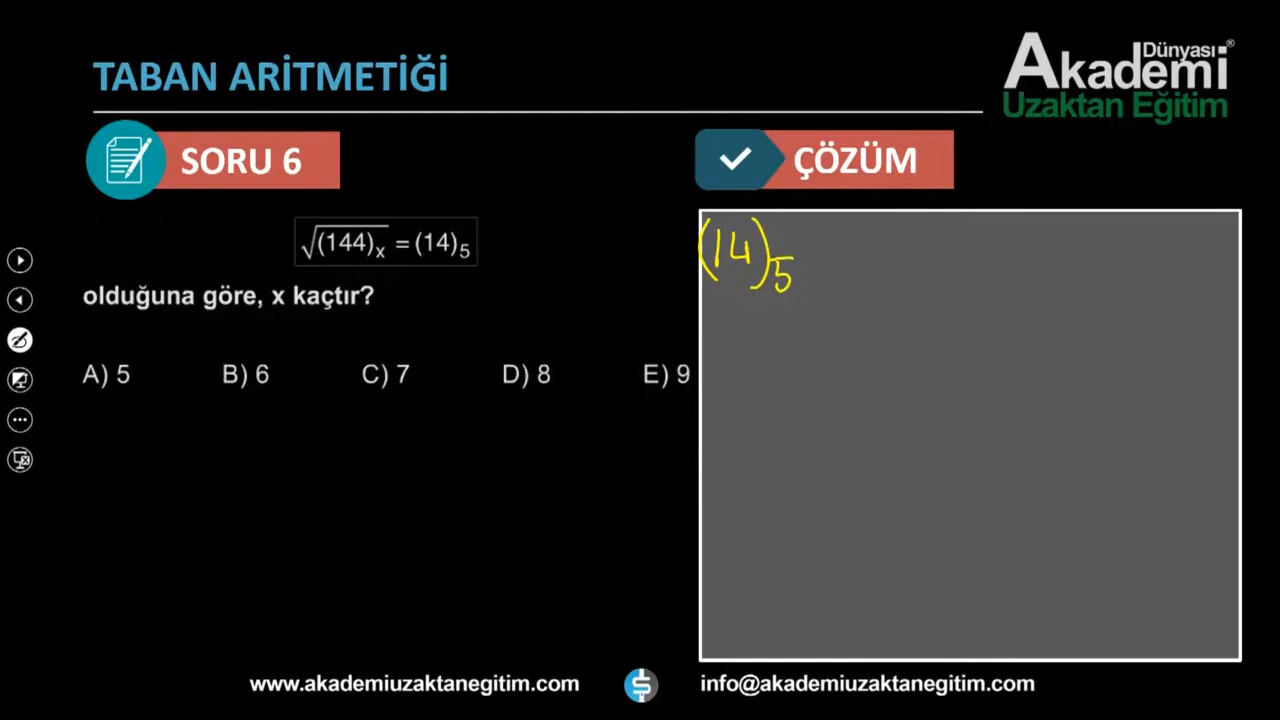 TABAN ARİTMETİĞİ
Akademi Dünyası®
Uzaktan Eğitim
SORU 6
√(144)ₓ = (14)₅
olduğuna göre, x kaçtır?
A) 5 B) 6 C) 7 D) 8 E) 9
ÇÖZÜM
(14)₅
www.akademiuzaktanegitim.com
info@akademiuzaktanegitim.com